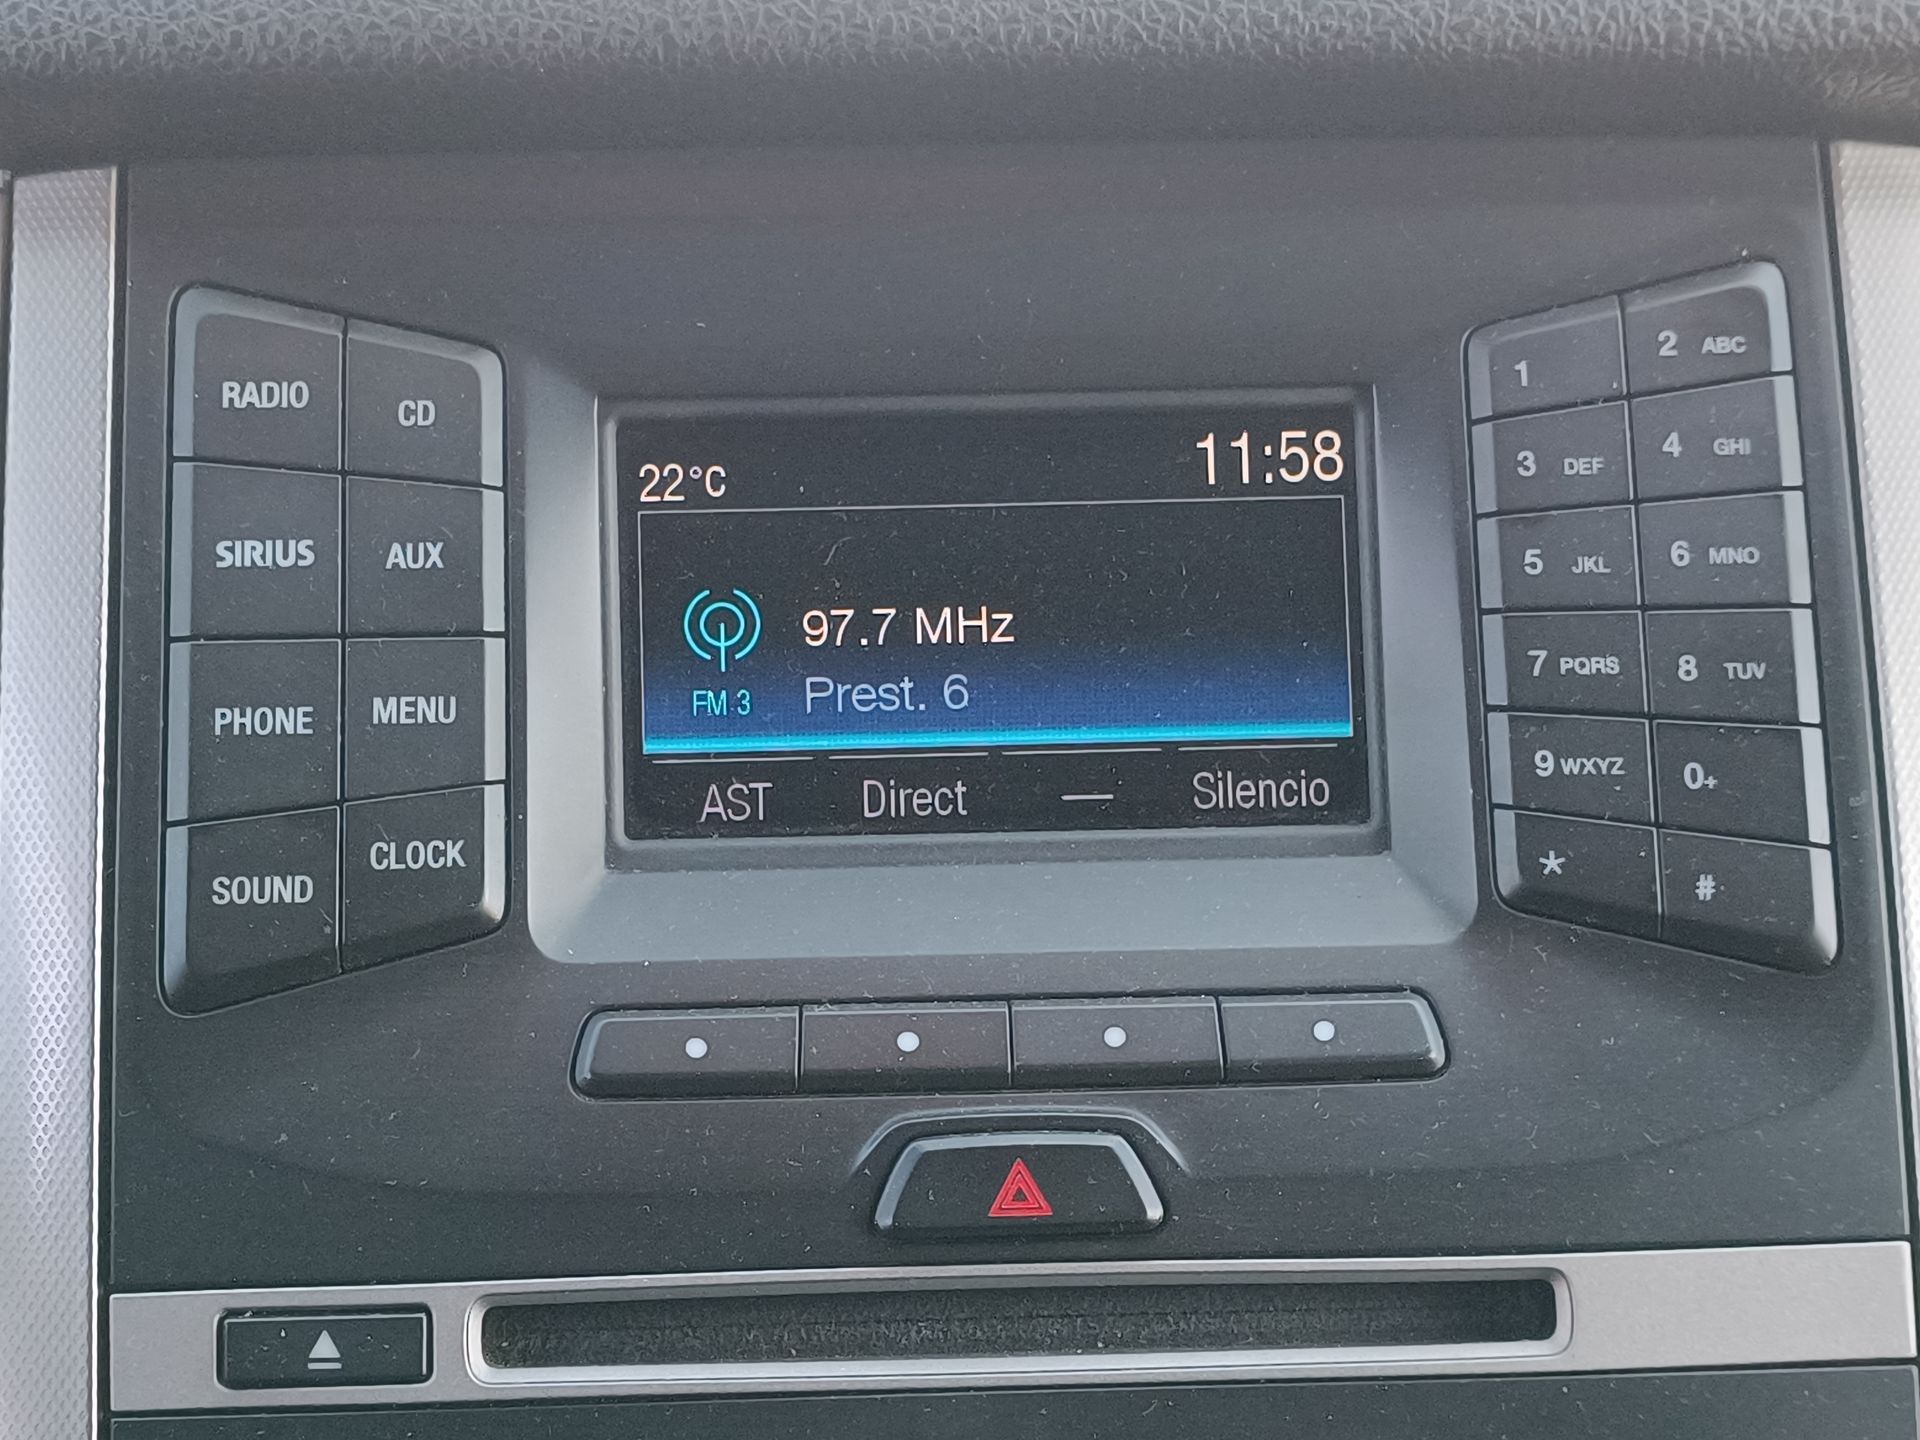 RADIO CD
SIRIUS AUX
PHONE MENU
SOUND CLOCK
22°C 11:58
97.7 MHz
FM 3 Prest. 6
AST Direct — Silencio
1 2 ABC
3 DEF 4 GHI
5 JKL 6 MNO
7 PQRS 8 TUV
9 WXYZ 0+
* #